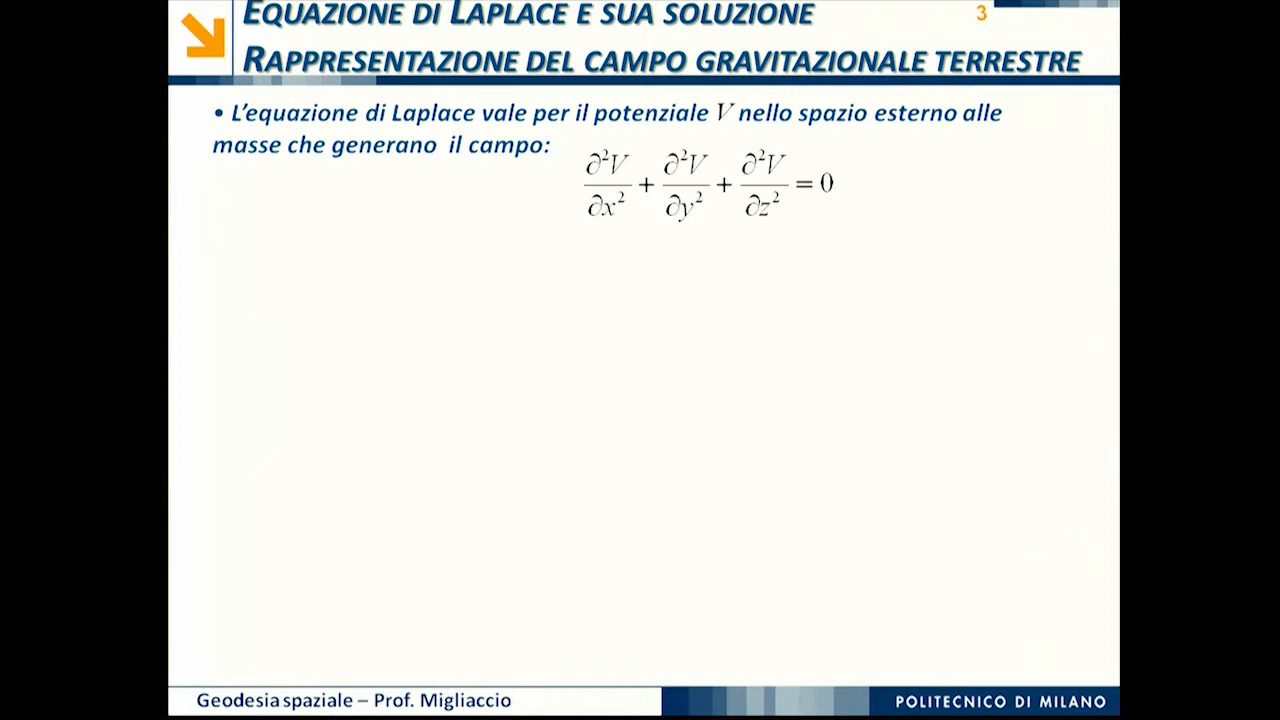 EQUAZIONE DI LAPLACE E SUA SOLUZIONE
3
RAPPRESENTAZIONE DEL CAMPO GRAVITAZIONALE TERRESTRE
• L'equazione di Laplace vale per il potenziale V nello spazio esterno alle
masse che generano il campo:
∂²V/∂x² + ∂²V/∂y² + ∂²V/∂z² = 0
Geodesia spaziale – Prof. Migliaccio
POLITECNICO DI MILANO